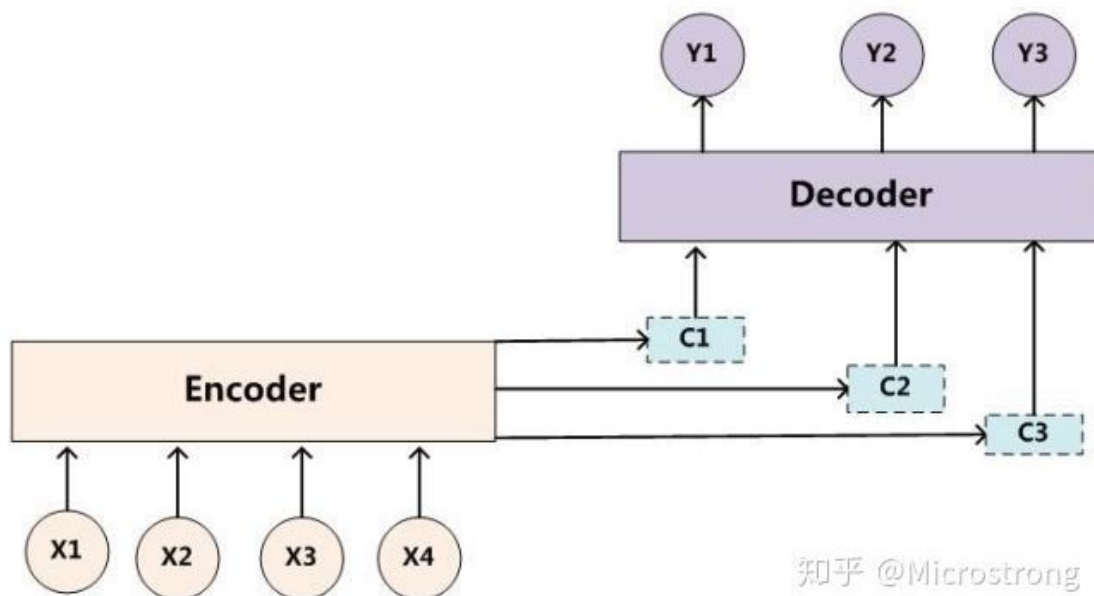 Y1 Y2 Y3
Decoder
C1
Encoder
C2
C3
X1 X2 X3 X4
知乎 @Microstrong